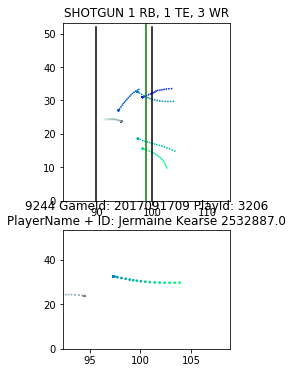 SHOTGUN 1 RB, 1 TE, 3 WR
50
40
30
20
10
0
90 100 110
9244 GameId: 2017091709 PlayId: 3206
PlayerName + ID: Jermaine Kearse 2532887.0
40
20
0
95 100 105